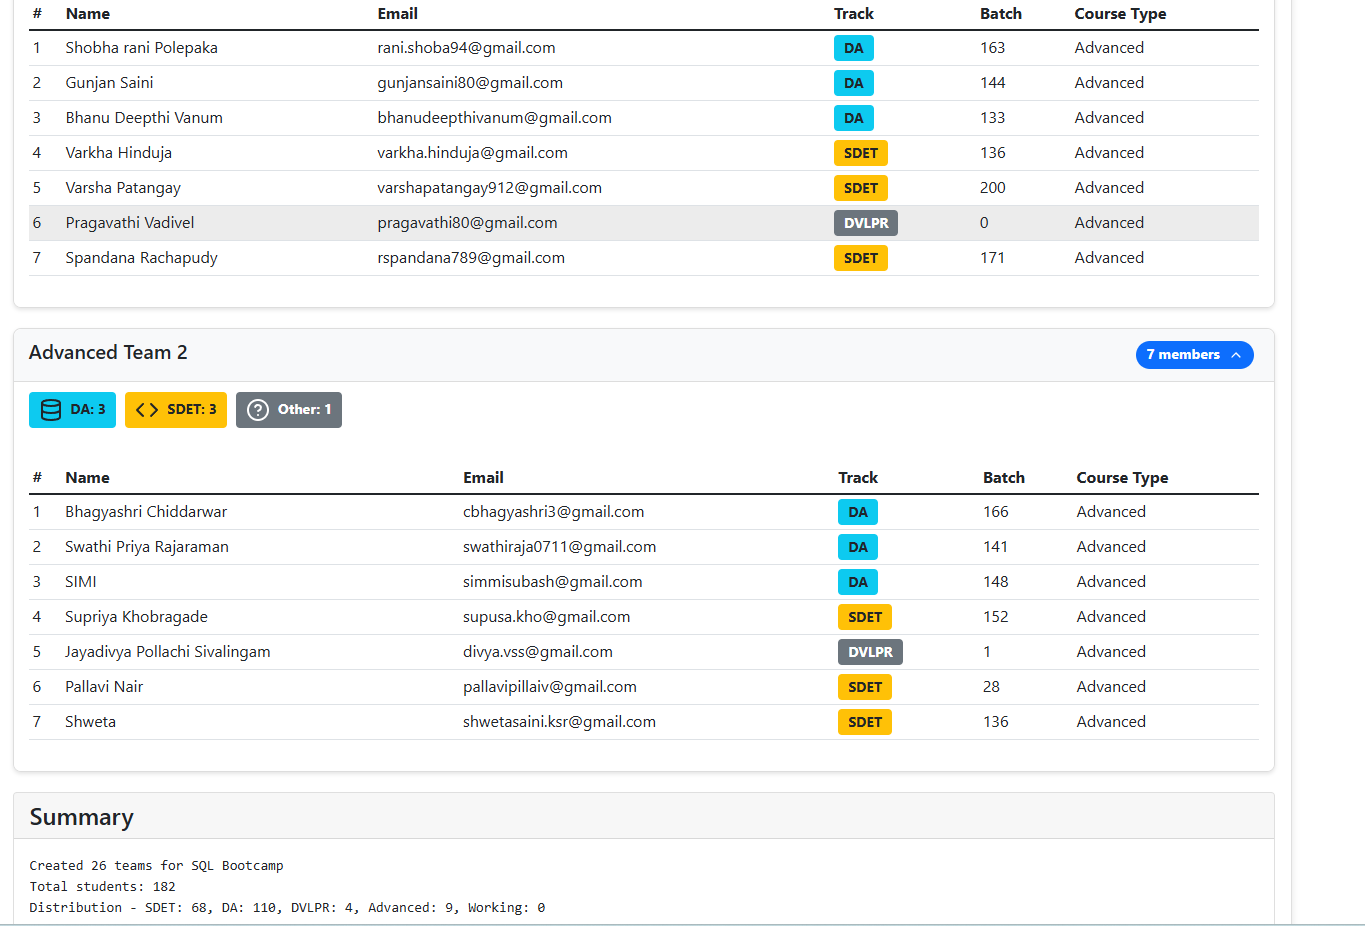 # Name Email Track Batch Course Type
1 Shobha rani Polepaka rani.shoba94@gmail.com DA 163 Advanced
2 Gunjan Saini gunjansaini80@gmail.com DA 144 Advanced
3 Bhanu Deepthi Vanum bhanudeepthivanum@gmail.com DA 133 Advanced
4 Varkha Hinduja varkha.hinduja@gmail.com SDET 136 Advanced
5 Varsha Patangay varshapatangay912@gmail.com SDET 200 Advanced
6 Pragavathi Vadivel pragavathi80@gmail.com DVLPR 0 Advanced
7 Spandana Rachapudy rspandana789@gmail.com SDET 171 Advanced
Advanced Team 2 7 members
DA: 3 SDET: 3 Other: 1
# Name Email Track Batch Course Type
1 Bhagyashri Chiddarwar cbhagyashri3@gmail.com DA 166 Advanced
2 Swathi Priya Rajaraman swathiraja0711@gmail.com DA 141 Advanced
3 SIMI simmisubash@gmail.com DA 148 Advanced
4 Supriya Khobragade supusa.kho@gmail.com SDET 152 Advanced
5 Jayadivya Pollachi Sivalingam divya.vss@gmail.com DVLPR 1 Advanced
6 Pallavi Nair pallavipillaiv@gmail.com SDET 28 Advanced
7 Shweta shwetasaini.ksr@gmail.com SDET 136 Advanced
Summary
Created 26 teams for SQL Bootcamp
Total students: 182
Distribution - SDET: 68, DA: 110, DVLPR: 4, Advanced: 9, Working: 0